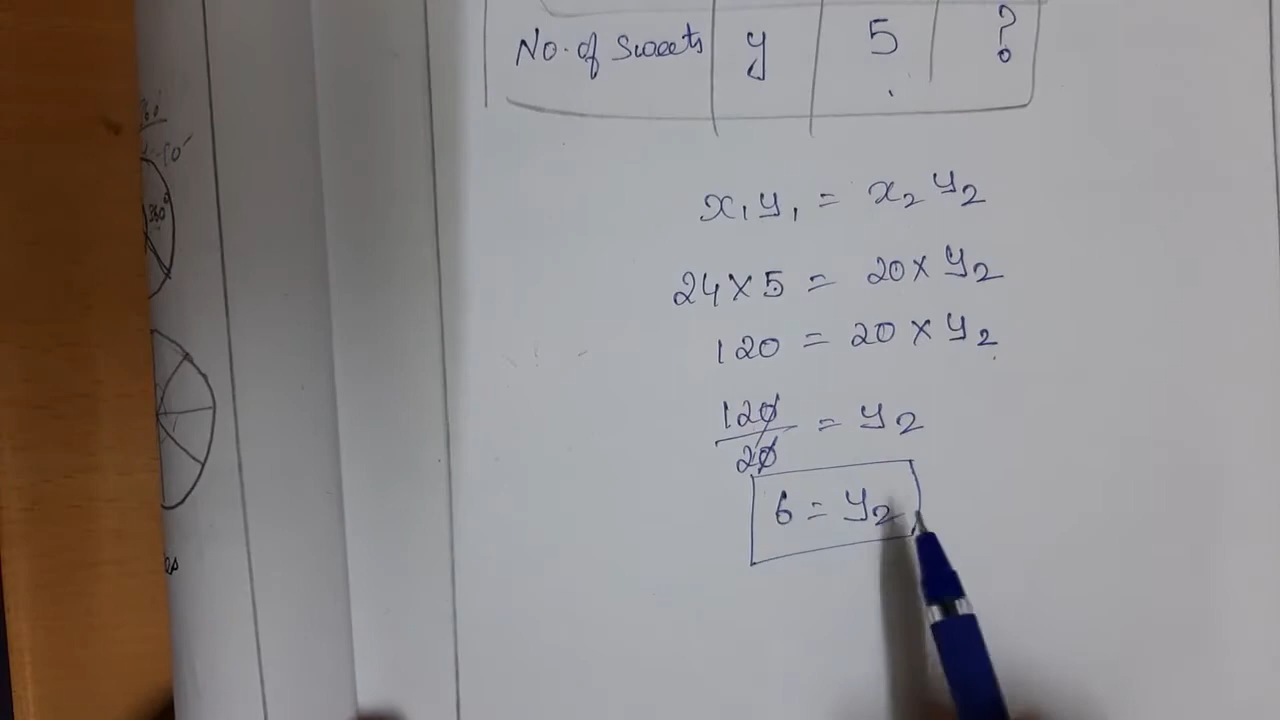 No. of Sweets y 5 ?
x₁y₁ = x₂y₂
24 × 5 = 20 × y₂
120 = 20 × y₂
120/20 = y₂
6 = y₂